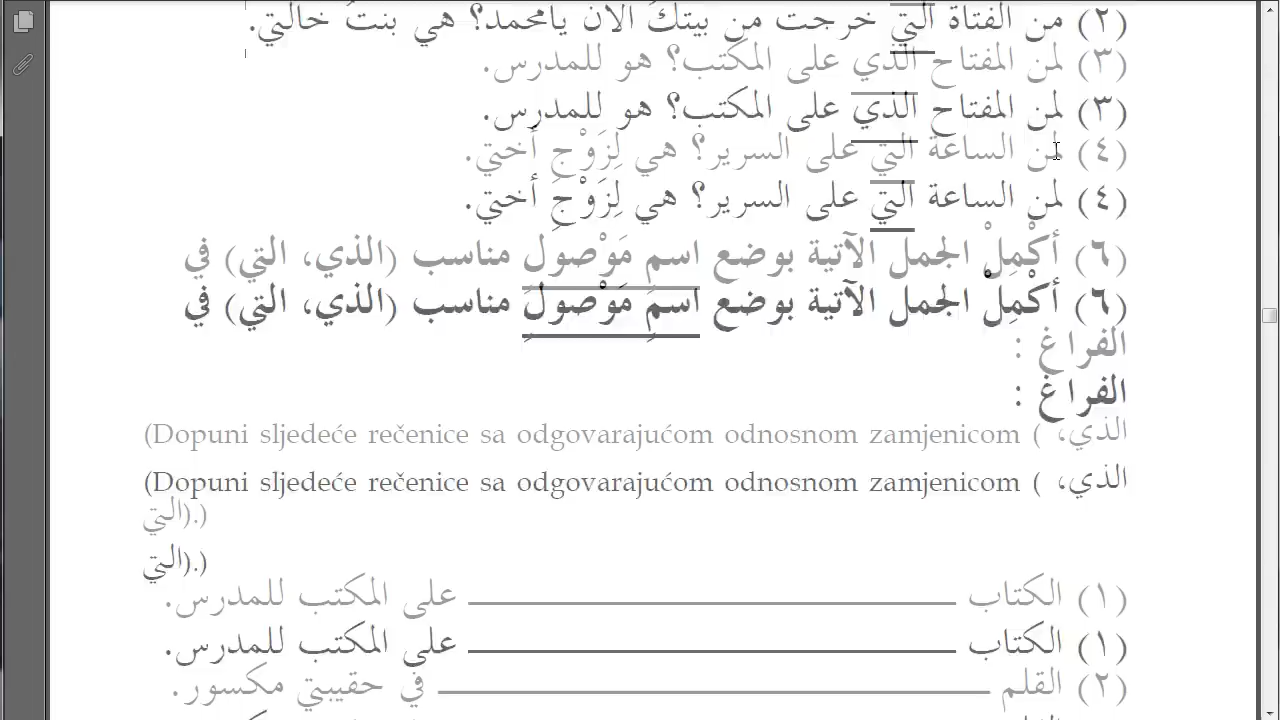 (٢) من الفتاة التي خرجت من بيتكَ الآن يامحمد؟ هي بنتُ خالتي.
(٣) لمن المفتاح الذي على المكتب؟ هو للمدرس.
(٣) لمن المفتاح الذي على المكتب؟ هو للمدرس.
(٤) لمن الساعة التي على السرير؟ هي لِزَوْجِ أختي.
(٤) لمن الساعة التي على السرير؟ هي لِزَوْجِ أختي.
(٦) أكْمِلْ الجمل الآتية بوضع اسمِ مَوْصولٍ مناسب (الذي، التي) في
(٦) أكْمِلْ الجمل الآتية بوضع اسمِ مَوْصولٍ مناسب (الذي، التي) في
الفراغ :
الفراغ :
(Dopuni sljedeće rečenice sa odgovarajućom odnosnom zamjenicom ( الذي،
(Dopuni sljedeće rečenice sa odgovarajućom odnosnom zamjenicom ( الذي،
التي).)
التي).)
(١) الكتاب ________ على المكتب للمدرس.
(١) الكتاب ________ على المكتب للمدرس.
(٢) القلم ________ في حقيبتي مكسور.